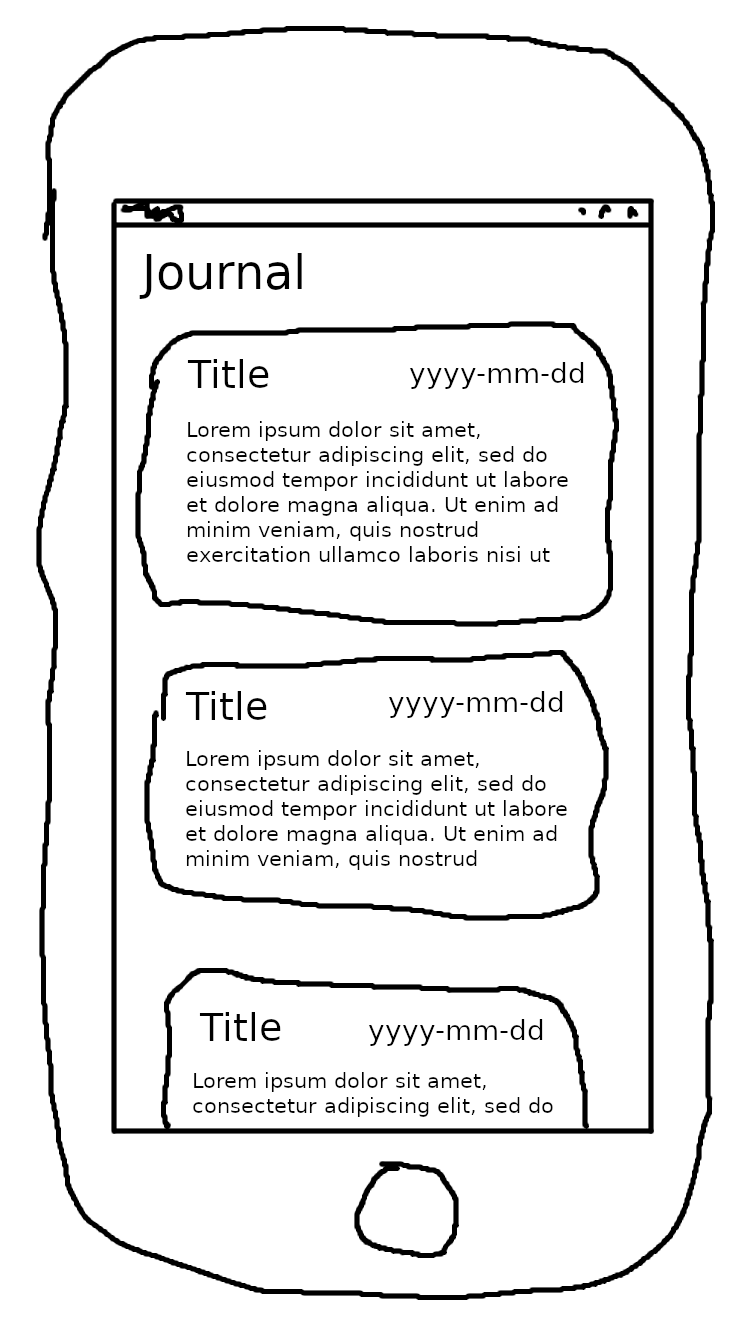 Journal
Title yyyy-mm-dd
Lorem ipsum dolor sit amet,
consectetur adipiscing elit, sed do
eiusmod tempor incididunt ut labore
et dolore magna aliqua. Ut enim ad
minim veniam, quis nostrud
exercitation ullamco laboris nisi ut
Title yyyy-mm-dd
Lorem ipsum dolor sit amet,
consectetur adipiscing elit, sed do
eiusmod tempor incididunt ut labore
et dolore magna aliqua. Ut enim ad
minim veniam, quis nostrud
Title yyyy-mm-dd
Lorem ipsum dolor sit amet,
consectetur adipiscing elit, sed do